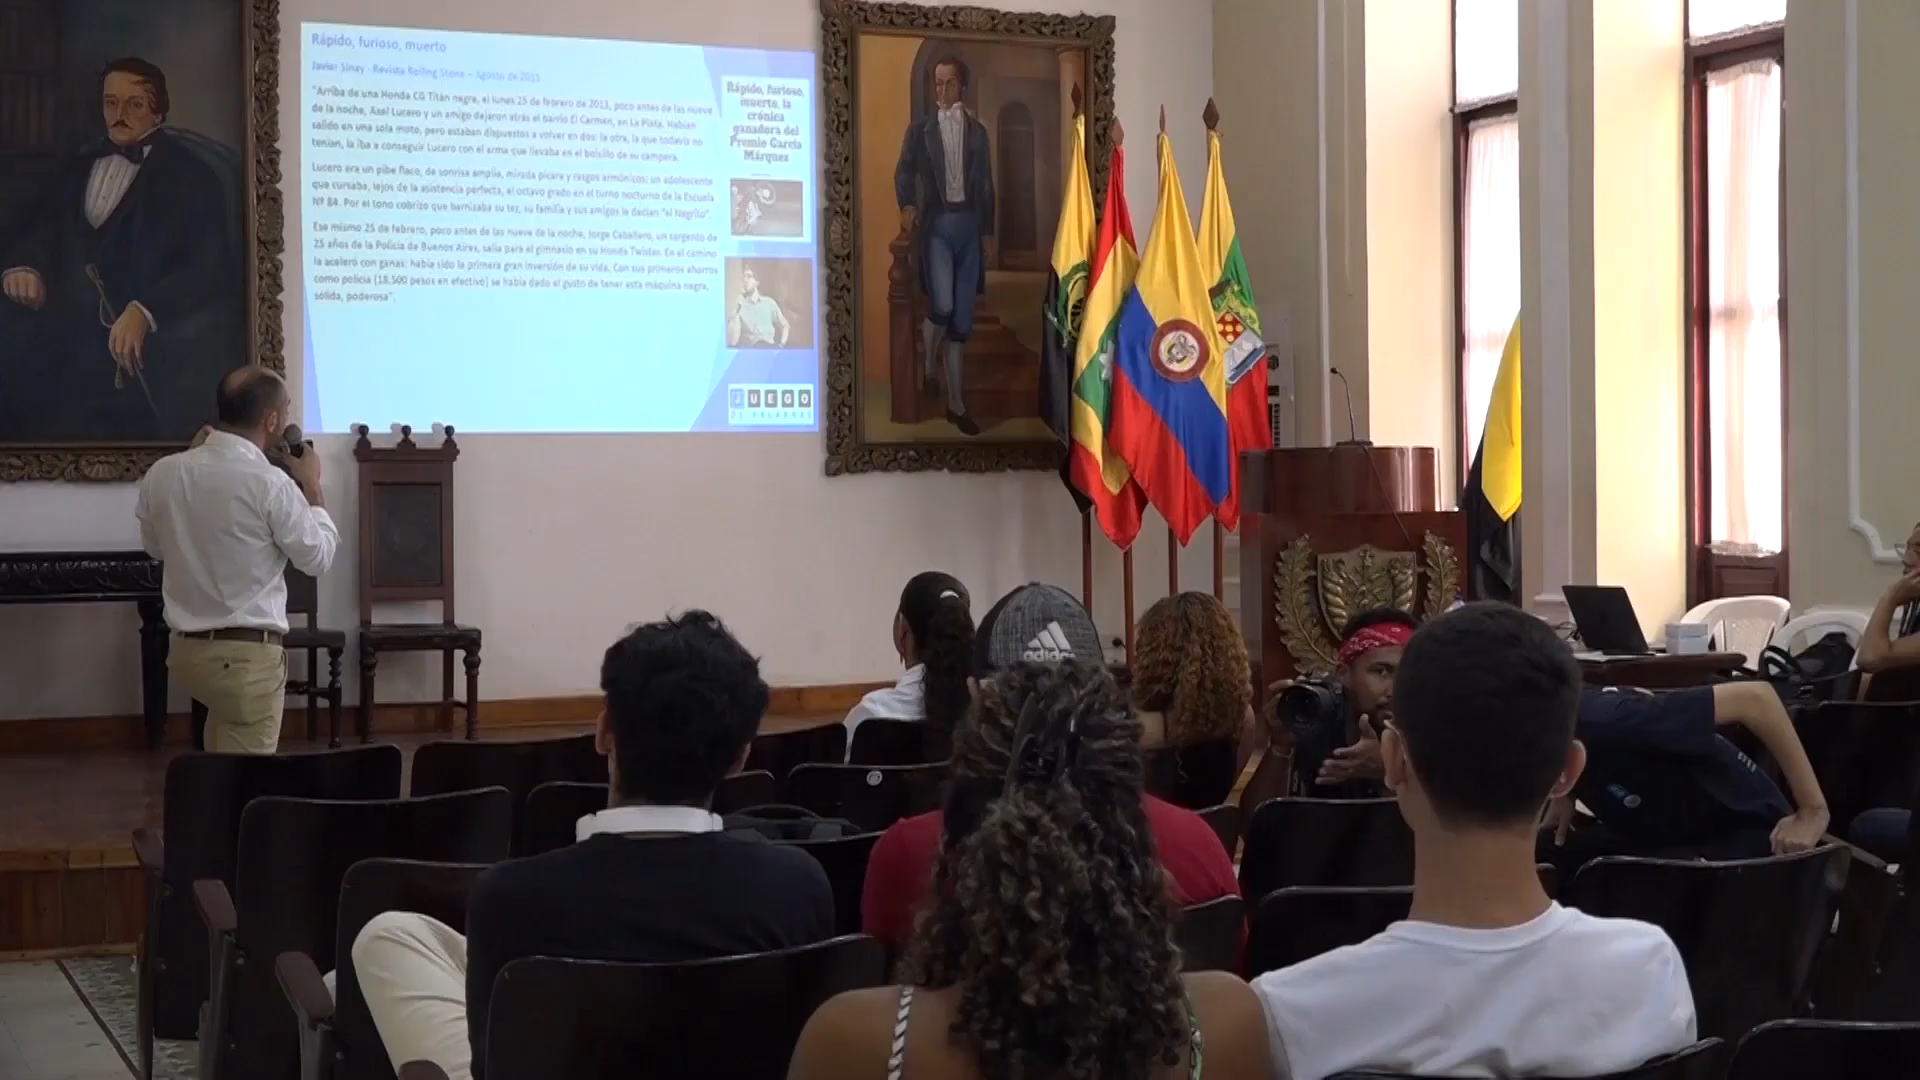 Rápido, furioso, muerto
Javier Sinay - Revista Rolling Stone – Agosto de 2013
"Arriba de una Honda CG Titán negra, el lunes 25 de febrero de 2013, poco antes de las nueve
de la noche, Axel Lucero y un amigo dejaron atrás el barrio El Carmen, en La Plata. Habían
salido en una sola moto, pero estaban dispuestos a volver en dos: la otra, la que todavía no
tenían, la iba a conseguir Lucero con el arma que llevaba en el bolsillo de su campera.
Lucero era un pibe flaco, de sonrisa amplia, mirada pícara y rasgos armónicos; un adolescente
que cursaba, lejos de la asistencia perfecta, el octavo grado en el turno nocturno de la Escuela
Nº 84. Por el tono cobrizo que barnizaba su tez, su familia y sus amigos le decían "el Negrito".
Ese mismo 25 de febrero, poco antes de las nueve de la noche, Jorge Caballero, un sargento de
25 años de la Policía de Buenos Aires, salía para el gimnasio en su Honda Twister. En el camino
la aceleró con ganas: había sido la primera gran inversión de su vida. Con sus primeros ahorros
como policía (18.500 pesos en efectivo) se había dado el gusto de tener esta máquina negra,
sólida, poderosa".
Rápido, furioso,
muerto, la
crónica
ganadora del
Premio García
Márquez
JUEGO
DE PALABRAS
adidas